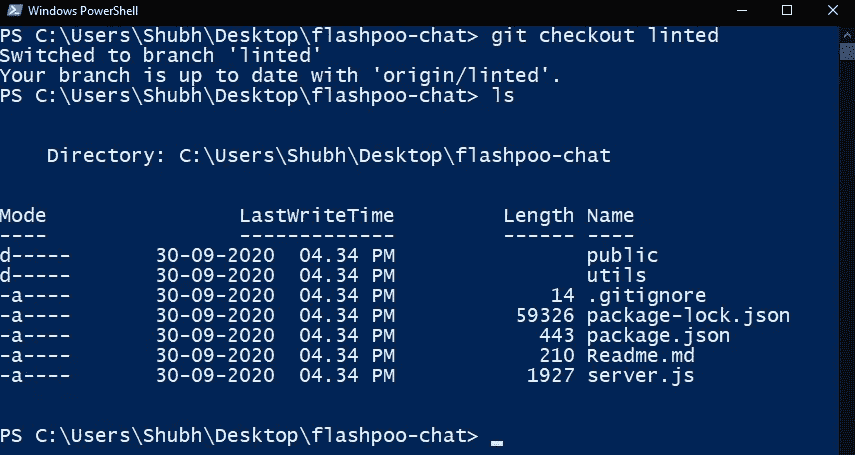 Windows PowerShell
PS C:\Users\Shubh\Desktop\flashpoo-chat> git checkout linted
Switched to branch 'linted'
Your branch is up to date with 'origin/linted'.
PS C:\Users\Shubh\Desktop\flashpoo-chat> ls
Directory: C:\Users\Shubh\Desktop\flashpoo-chat
Mode LastWriteTime Length Name
---- ------------- ------ ----
d----- 30-09-2020 04.34 PM public
d----- 30-09-2020 04.34 PM utils
-a---- 30-09-2020 04.34 PM 14 .gitignore
-a---- 30-09-2020 04.34 PM 59326 package-lock.json
-a---- 30-09-2020 04.34 PM 443 package.json
-a---- 30-09-2020 04.34 PM 210 Readme.md
-a---- 30-09-2020 04.34 PM 1927 server.js
PS C:\Users\Shubh\Desktop\flashpoo-chat>